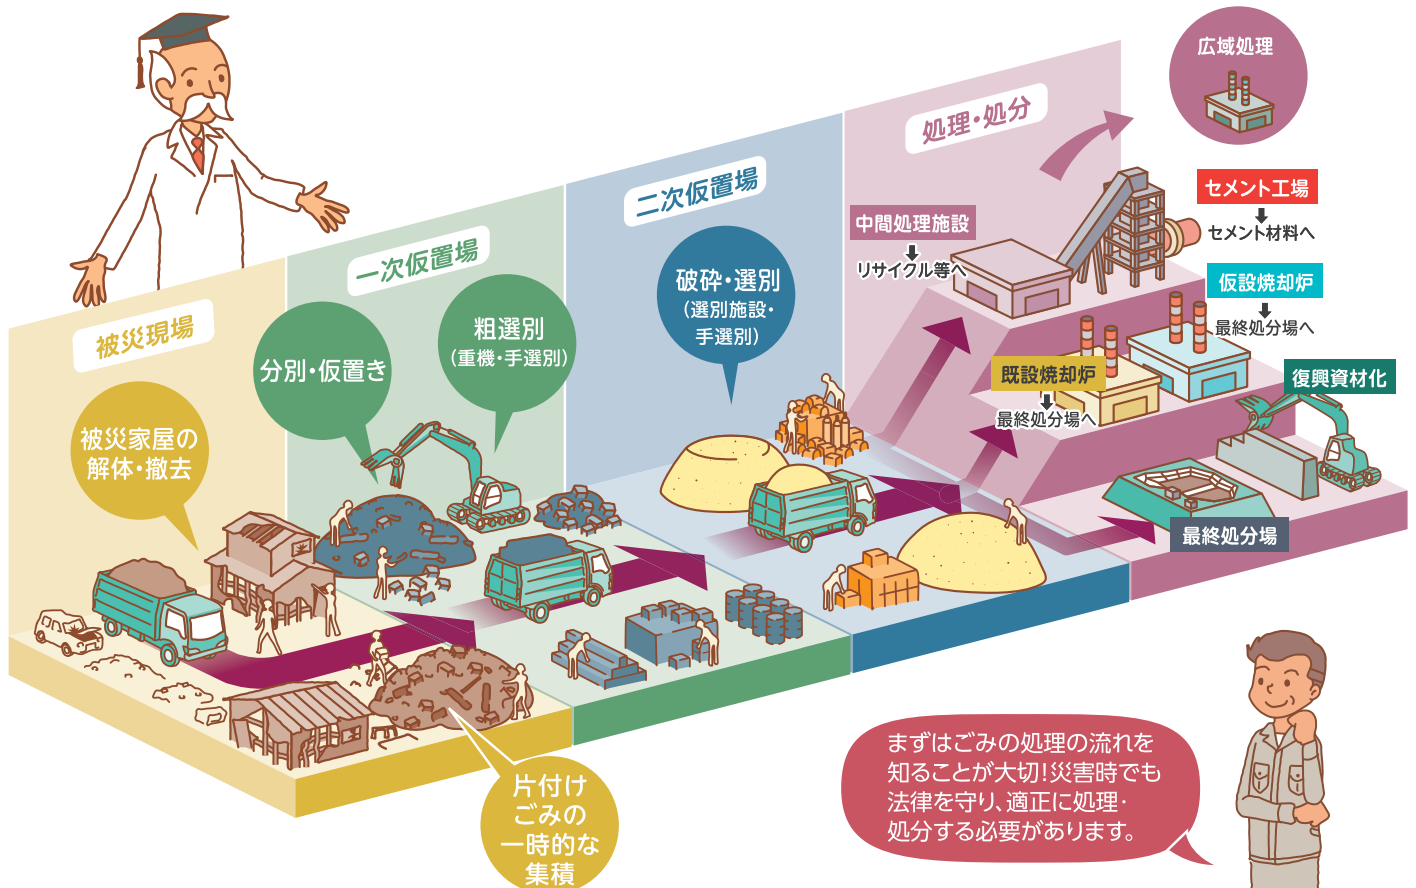 被災現場
被災家屋の
解体・撤去
片付け
ごみの
一時的な
集積
一次仮置場
分別・仮置き
粗選別
(重機・手選別)
二次仮置場
破砕・選別
(選別施設・
手選別)
処理・処分
広域処理
中間処理施設
リサイクル等へ
セメント工場
セメント材料へ
仮設焼却炉
最終処分場へ
既設焼却炉
最終処分場へ
復興資材化
最終処分場
まずはごみの処理の流れを
知ることが大切!災害時でも
法律を守り、適正に処理・
処分する必要があります。